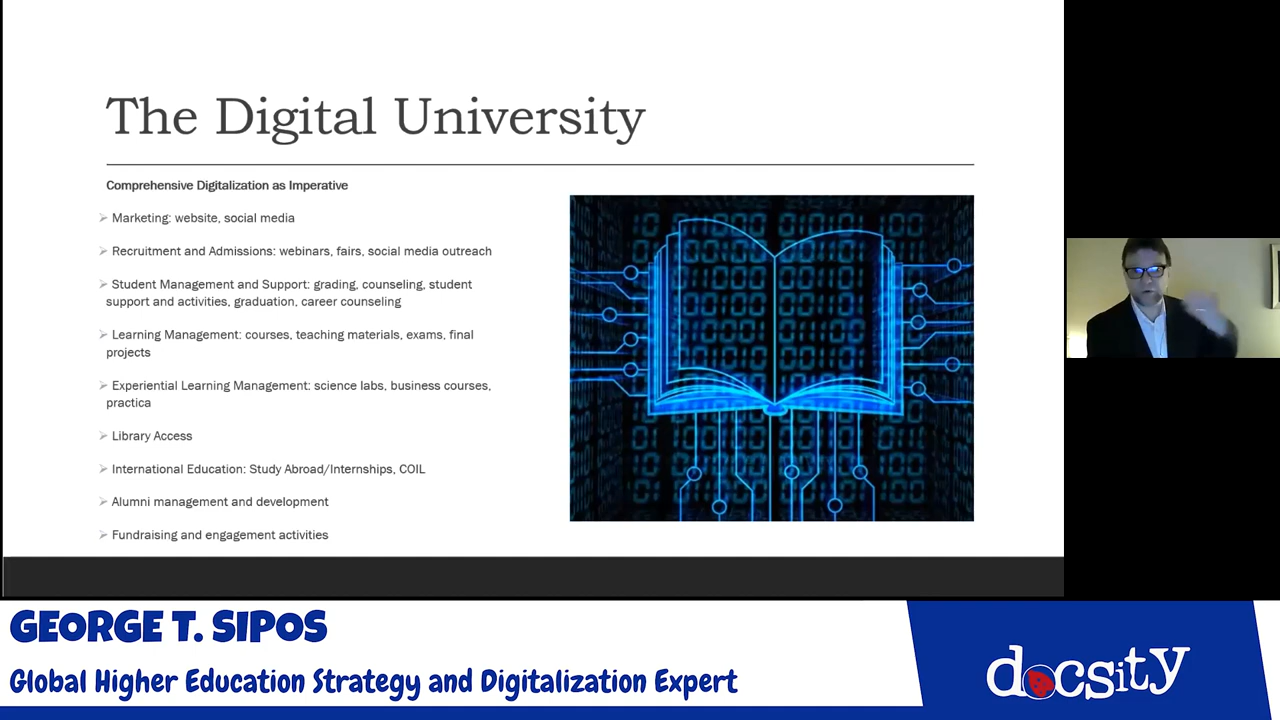 The Digital University
Comprehensive Digitalization as Imperative
Marketing: website, social media
Recruitment and Admissions: webinars, fairs, social media outreach
Student Management and Support: grading, counseling, student
support and activities, graduation, career counseling
Learning Management: courses, teaching materials, exams, final
projects
Experiential Learning Management: science labs, business courses,
practica
Library Access
International Education: Study Abroad/Internships, COIL
Alumni management and development
Fundraising and engagement activities
GEORGE T. SIPOS
Global Higher Education Strategy and Digitalization Expert
docsity